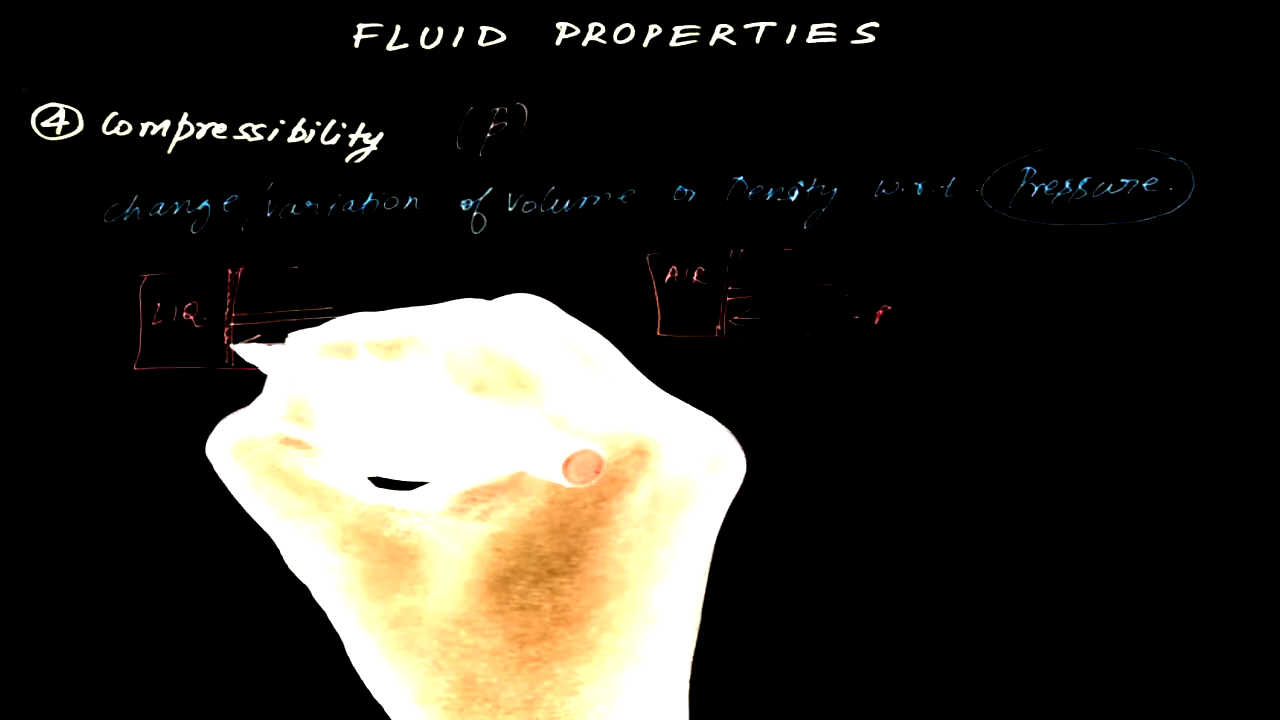 FLUID PROPERTIES
④ Compressibility (β)
change/variation of volume or Density w.r.t. Pressure.
LIQ. AIR
P